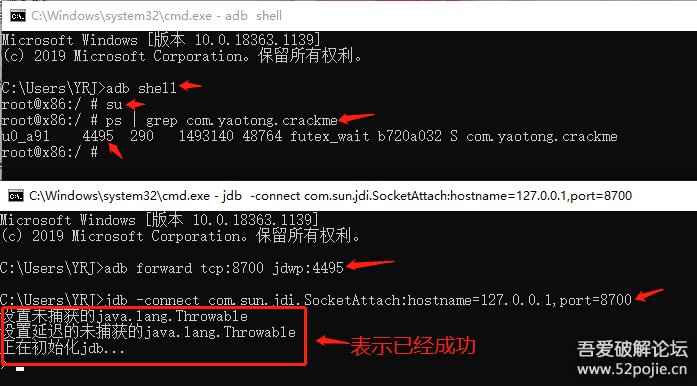 C:\Windows\system32\cmd.exe - adb shell
Microsoft Windows [版本 10.0.18363.1139]
(c) 2019 Microsoft Corporation。保留所有权利。
C:\Users\YRJ>adb shell
root@x86:/ # su
root@x86:/ # ps | grep com.yaotong.crackme
u0_a91    4495  290   1493140 48764 futex_wait b720a032 S com.yaotong.crackme
root@x86:/ #
C:\Windows\system32\cmd.exe - jdb -connect com.sun.jdi.SocketAttach:hostname=127.0.0.1,port=8700
Microsoft Windows [版本 10.0.18363.1139]
(c) 2019 Microsoft Corporation。保留所有权利。
C:\Users\YRJ>adb forward tcp:8700 jdwp:4495
C:\Users\YRJ>jdb -connect com.sun.jdi.SocketAttach:hostname=127.0.0.1,port=8700
设置未捕获的java.lang.Throwable
设置延迟的未捕获的java.lang.Throwable
正在初始化jdb...
表示已经成功
>
吾爱破解论坛
www.52pojie.cn